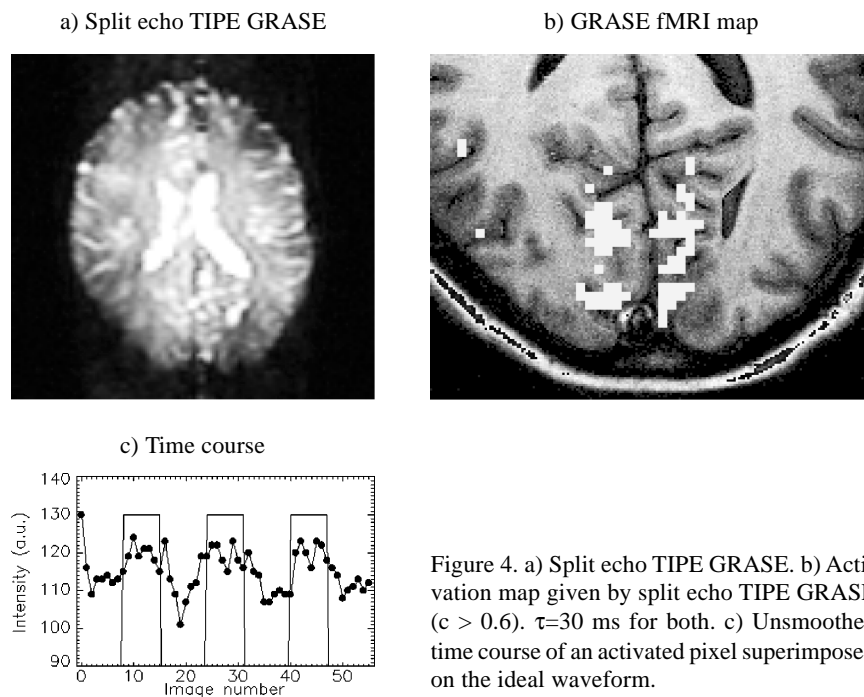 a) Split echo TIPE GRASE
b) GRASE fMRI map
c) Time course
140
130
120
110
100
90
Intensity (a.u.)
0 10 20 30 40 50
Image number
Figure 4. a) Split echo TIPE GRASE. b) Acti
vation map given by split echo TIPE GRASE
(c > 0.6). τ=30 ms for both. c) Unsmoothe
time course of an activated pixel superimpose
on the ideal waveform.